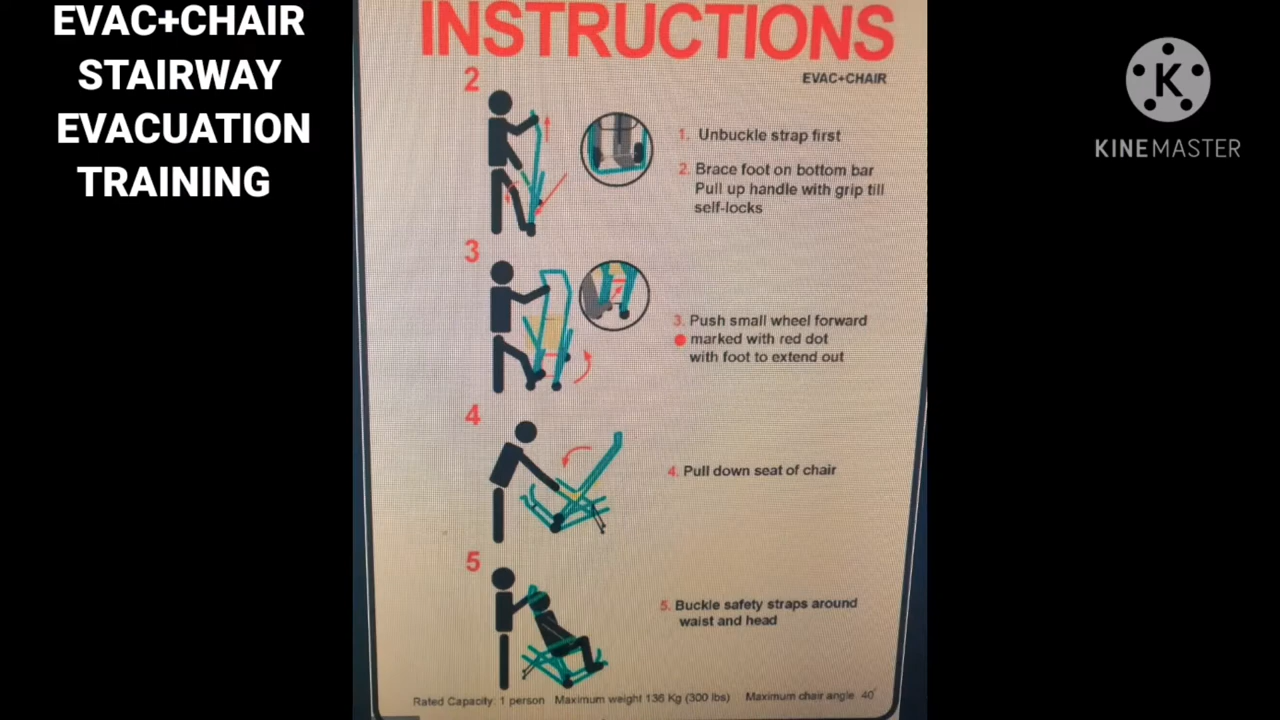 EVAC+CHAIR
STAIRWAY
EVACUATION
TRAINING
INSTRUCTIONS
EVAC+CHAIR
2
1. Unbuckle strap first
2. Brace foot on bottom bar
Pull up handle with grip till
self-locks
3
3. Push small wheel forward
marked with red dot
with foot to extend out
4
4. Pull down seat of chair
5
5. Buckle safety straps around
waist and head
Rated Capacity: 1 person Maximum weight 136 Kg (300 lbs) Maximum chair angle 40°
K
KINEMASTER